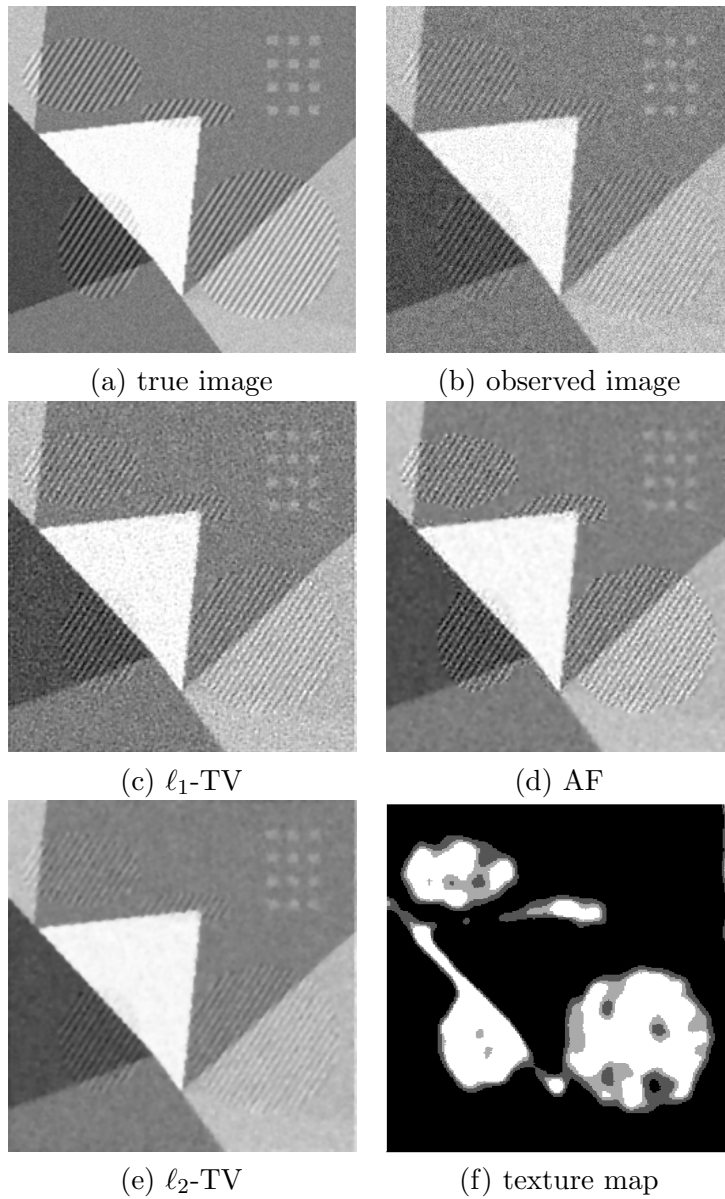 (a) true image
(b) observed image
(c) ℓ₁-TV
(d) AF
(e) ℓ₂-TV
(f) texture map